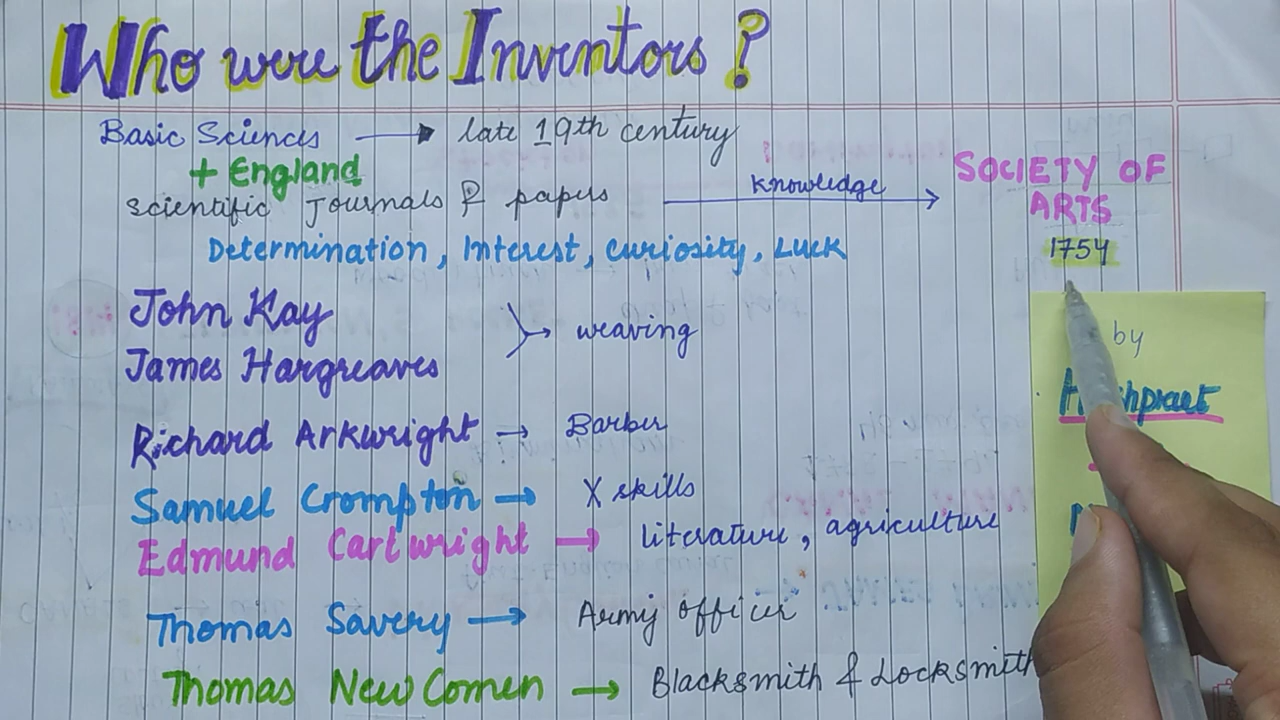 Who were the Inventors ?
Basic Sciences → late 19th century
+ England
scientific Journals & papers knowledge → SOCIETY OF ARTS
1754
Determination, Interest, curiosity, Luck
John Kay
James Hargreaves
→ weaving
Richard Arkwright → Barber
Samuel Crompton → X skills
Edmund Cartwright → literature, agriculture
Thomas Savery → Army officer
Thomas NewComen → Blacksmith & Locksmith
by